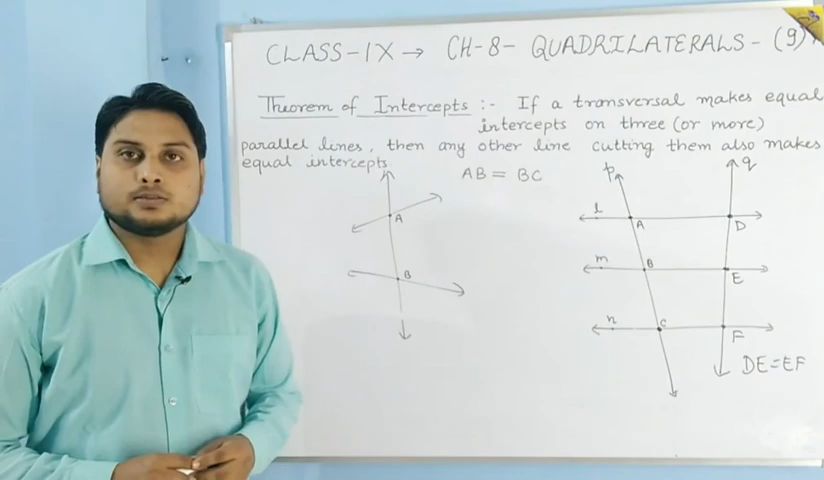 CLASS-IX → CH-8- QUADRILATERALS - (9)
Theorem of Intercepts :- If a transversal makes equal
intercepts on three (or more)
parallel lines, then any other line cutting them also makes
equal intercepts
AB = BC
A
B
p
q
l
A
D
m
B
E
n
C
F
DE=EF